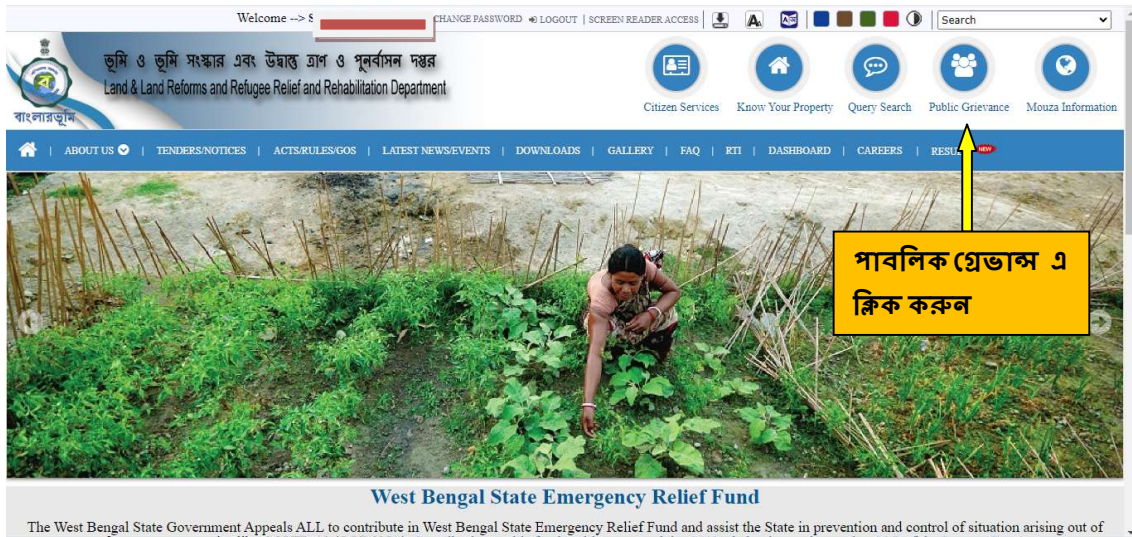 Welcome --> S CHANGE PASSWORD LOGOUT | SCREEN READER ACCESS A Search
ভূমি ও ভূমি সংস্কার এবং উদ্বাস্তু ত্রাণ ও পুনর্বাসন দপ্তর
Land & Land Reforms and Refugee Relief and Rehabilitation Department
বাংলারভূমি
Citizen Services Know Your Property Query Search Public Grievance Mouza Information
ABOUT US | TENDERS/NOTICES | ACTS/RULES/GOS | LATEST NEWS/EVENTS | DOWNLOADS | GALLERY | FAQ | RTI | DASHBOARD | CAREERS | NEW
পাবলিক গ্রেভান্স এ
ক্লিক করুন
West Bengal State Emergency Relief Fund
The West Bengal State Government Appeals ALL to contribute in West Bengal State Emergency Relief Fund and assist the State in prevention and control of situation arising out of